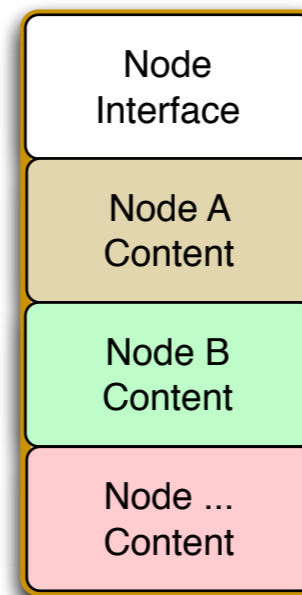 Node
Interface
Node A
Content
Node B
Content
Node ...
Content